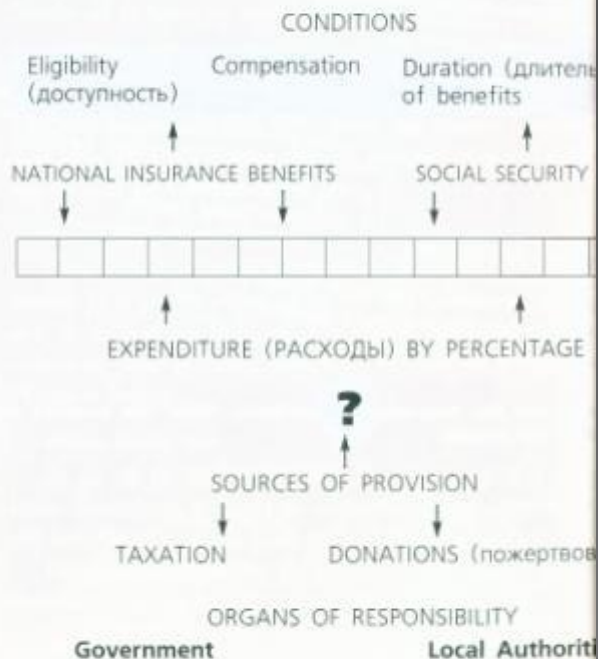 CONDITIONS
Eligibility Compensation Duration
(доступность) of benefits
NATIONAL INSURANCE BENEFITS SOCIAL SECURITY
EXPENDITURE (РАСХОДЫ) BY PERCENTAGE
?
SOURCES OF PROVISION
TAXATION DONATIONS
ORGANS OF RESPONSIBILITY
Government Local